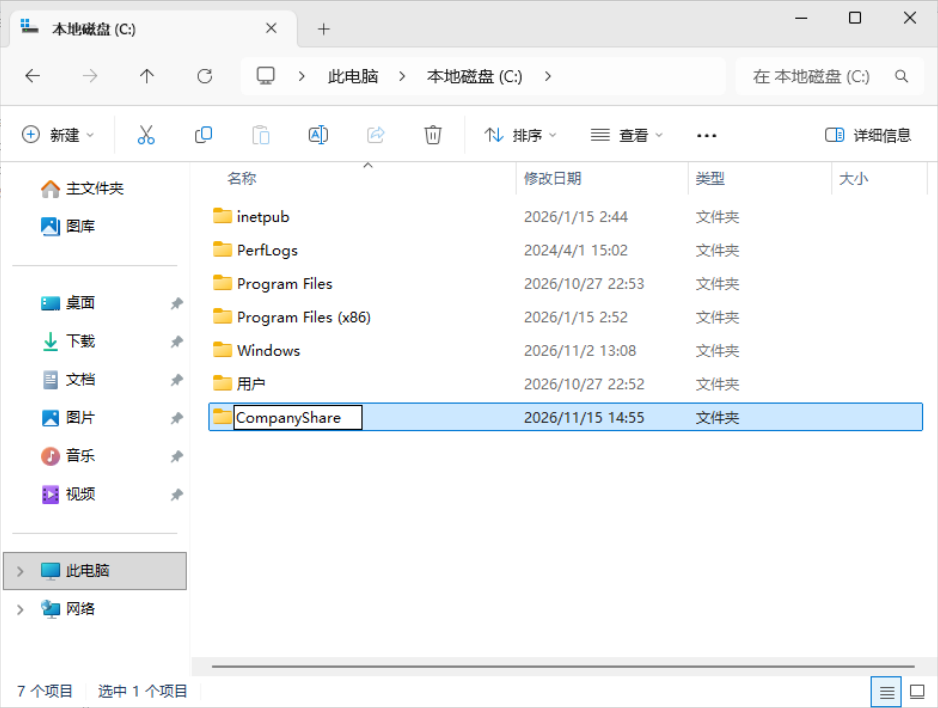 本地磁盘 (C:)
此电脑 本地磁盘 (C:) 在 本地磁盘 (C:)
新建 排序 查看 详细信息
主文件夹
图库
桌面
下载
文档
图片
音乐
视频
此电脑
网络
名称 修改日期 类型 大小
inetpub 2026/1/15 2:44 文件夹
PerfLogs 2024/4/1 15:02 文件夹
Program Files 2026/10/27 22:53 文件夹
Program Files (x86) 2026/1/15 2:52 文件夹
Windows 2026/11/2 13:08 文件夹
用户 2026/10/27 22:52 文件夹
CompanyShare 2026/11/15 14:55 文件夹
7 个项目 选中 1 个项目